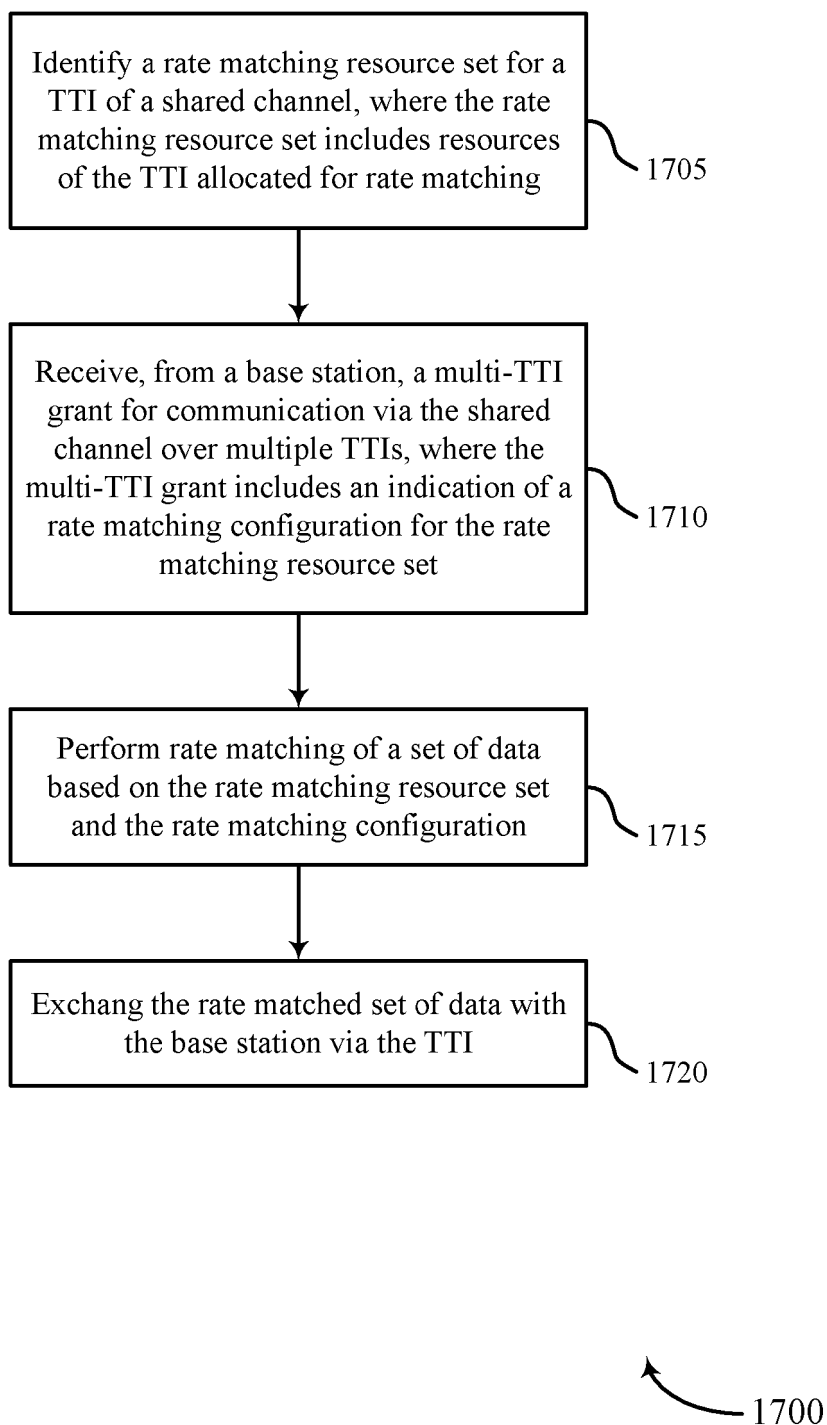 Identify a rate matching resource set for a
TTI of a shared channel, where the rate
matching resource set includes resources
of the TTI allocated for rate matching
1705
Receive, from a base station, a multi-TTI
grant for communication via the shared
channel over multiple TTIs, where the
multi-TTI grant includes an indication of a
rate matching configuration for the rate
matching resource set
1710
Perform rate matching of a set of data
based on the rate matching resource set
and the rate matching configuration
1715
Exchang the rate matched set of data with
the base station via the TTI
1720
1700